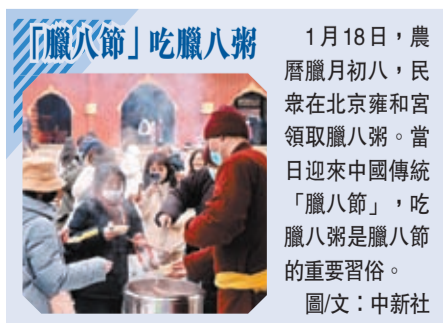 「臘八節」吃臘八粥
1月18日，農
曆臘月初八，民
衆在北京雍和宮
領取臘八粥。當
日迎來中國傳統
「臘八節」，吃
臘八粥是臘八節
的重要習俗。
圖/文：中新社